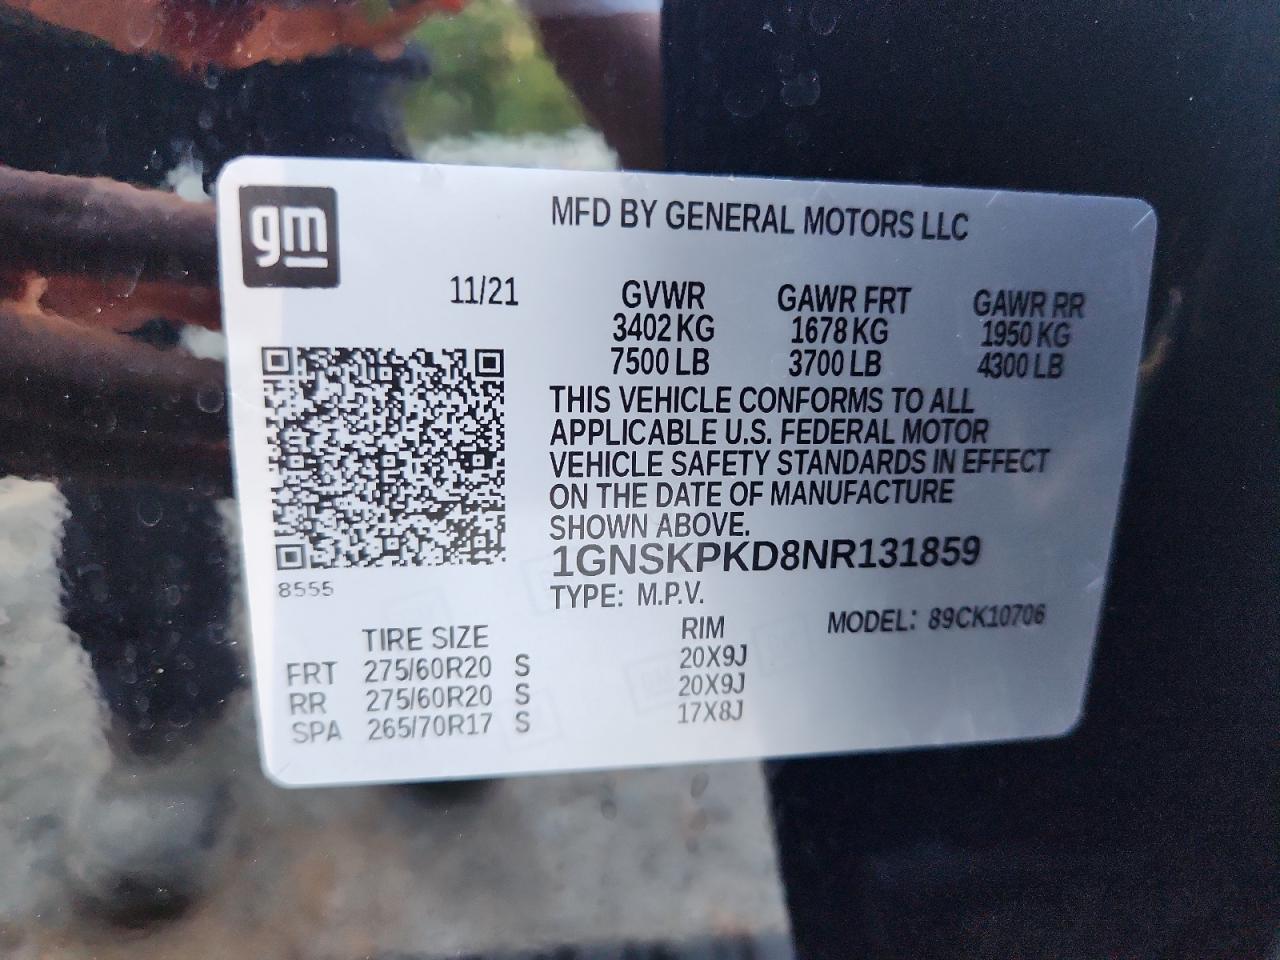 gm
MFD BY GENERAL MOTORS LLC
11/21
GVWR GAWR FRT GAWR RR
3402 KG 1678 KG 1950 KG
7500 LB 3700 LB 4300 LB
THIS VEHICLE CONFORMS TO ALL
APPLICABLE U.S. FEDERAL MOTOR
VEHICLE SAFETY STANDARDS IN EFFECT
ON THE DATE OF MANUFACTURE
SHOWN ABOVE.
1GNSKPKD8NR131859
8555
TYPE: M.P.V.
MODEL: 89CK10706
TIRE SIZE RIM
FRT 275/60R20 S 20X9J
RR 275/60R20 S 20X9J
SPA 265/70R17 S 17X8J